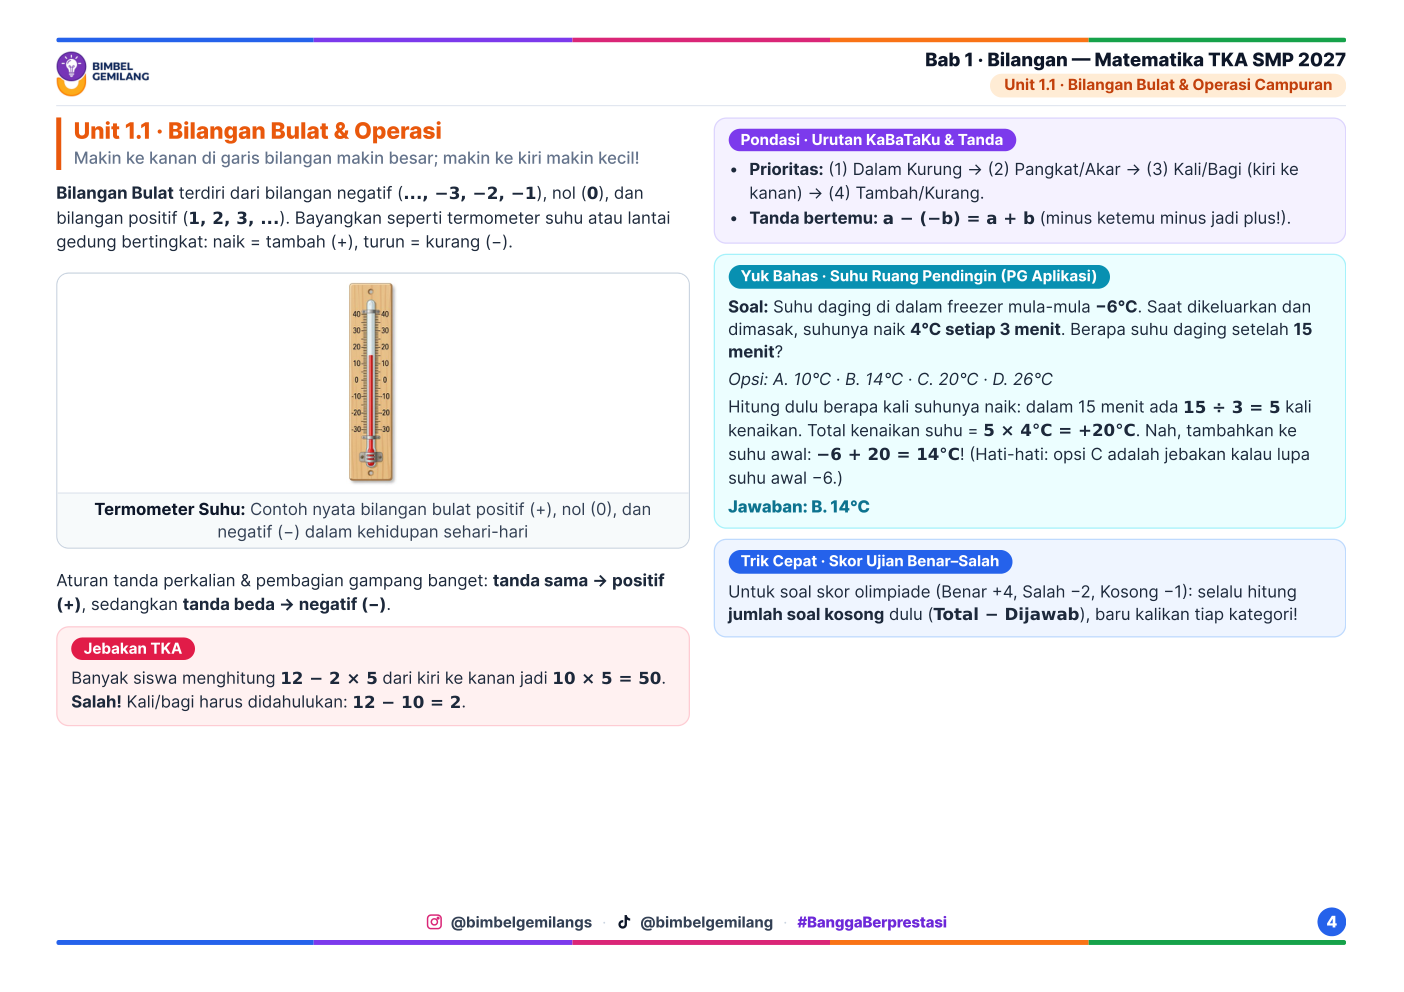 BIMBEL
GEMILANG
Bab 1 · Bilangan — Matematika TKA SMP 2027
Unit 1.1 · Bilangan Bulat & Operasi Campuran
Unit 1.1 · Bilangan Bulat & Operasi
Makin ke kanan di garis bilangan makin besar; makin ke kiri makin kecil!
Bilangan Bulat terdiri dari bilangan negatif (..., −3, −2, −1), nol (0), dan
bilangan positif (1, 2, 3, ...). Bayangkan seperti termometer suhu atau lantai
gedung bertingkat: naik = tambah (+), turun = kurang (−).
40 40
30 30
20 20
10 10
0 0
-10 -10
-20 -20
-30 -30
Termometer Suhu: Contoh nyata bilangan bulat positif (+), nol (0), dan
negatif (−) dalam kehidupan sehari-hari
Aturan tanda perkalian & pembagian gampang banget: tanda sama → positif
(+), sedangkan tanda beda → negatif (−).
Jebakan TKA
Banyak siswa menghitung 12 − 2 × 5 dari kiri ke kanan jadi 10 × 5 = 50.
Salah! Kali/bagi harus didahulukan: 12 − 10 = 2.
Pondasi · Urutan KaBaTaKu & Tanda
• Prioritas: (1) Dalam Kurung → (2) Pangkat/Akar → (3) Kali/Bagi (kiri ke
kanan) → (4) Tambah/Kurang.
• Tanda bertemu: a − (−b) = a + b (minus ketemu minus jadi plus!).
Yuk Bahas · Suhu Ruang Pendingin (PG Aplikasi)
Soal: Suhu daging di dalam freezer mula-mula −6°C. Saat dikeluarkan dan
dimasak, suhunya naik 4°C setiap 3 menit. Berapa suhu daging setelah 15
menit?
Opsi: A. 10°C · B. 14°C · C. 20°C · D. 26°C
Hitung dulu berapa kali suhunya naik: dalam 15 menit ada 15 ÷ 3 = 5 kali
kenaikan. Total kenaikan suhu = 5 × 4°C = +20°C. Nah, tambahkan ke
suhu awal: −6 + 20 = 14°C! (Hati-hati: opsi C adalah jebakan kalau lupa
suhu awal −6.)
Jawaban: B. 14°C
Trik Cepat · Skor Ujian Benar–Salah
Untuk soal skor olimpiade (Benar +4, Salah −2, Kosong −1): selalu hitung
jumlah soal kosong dulu (Total − Dijawab), baru kalikan tiap kategori!
@bimbelgemilangs · @bimbelgemilang · #BanggaBerprestasi
4